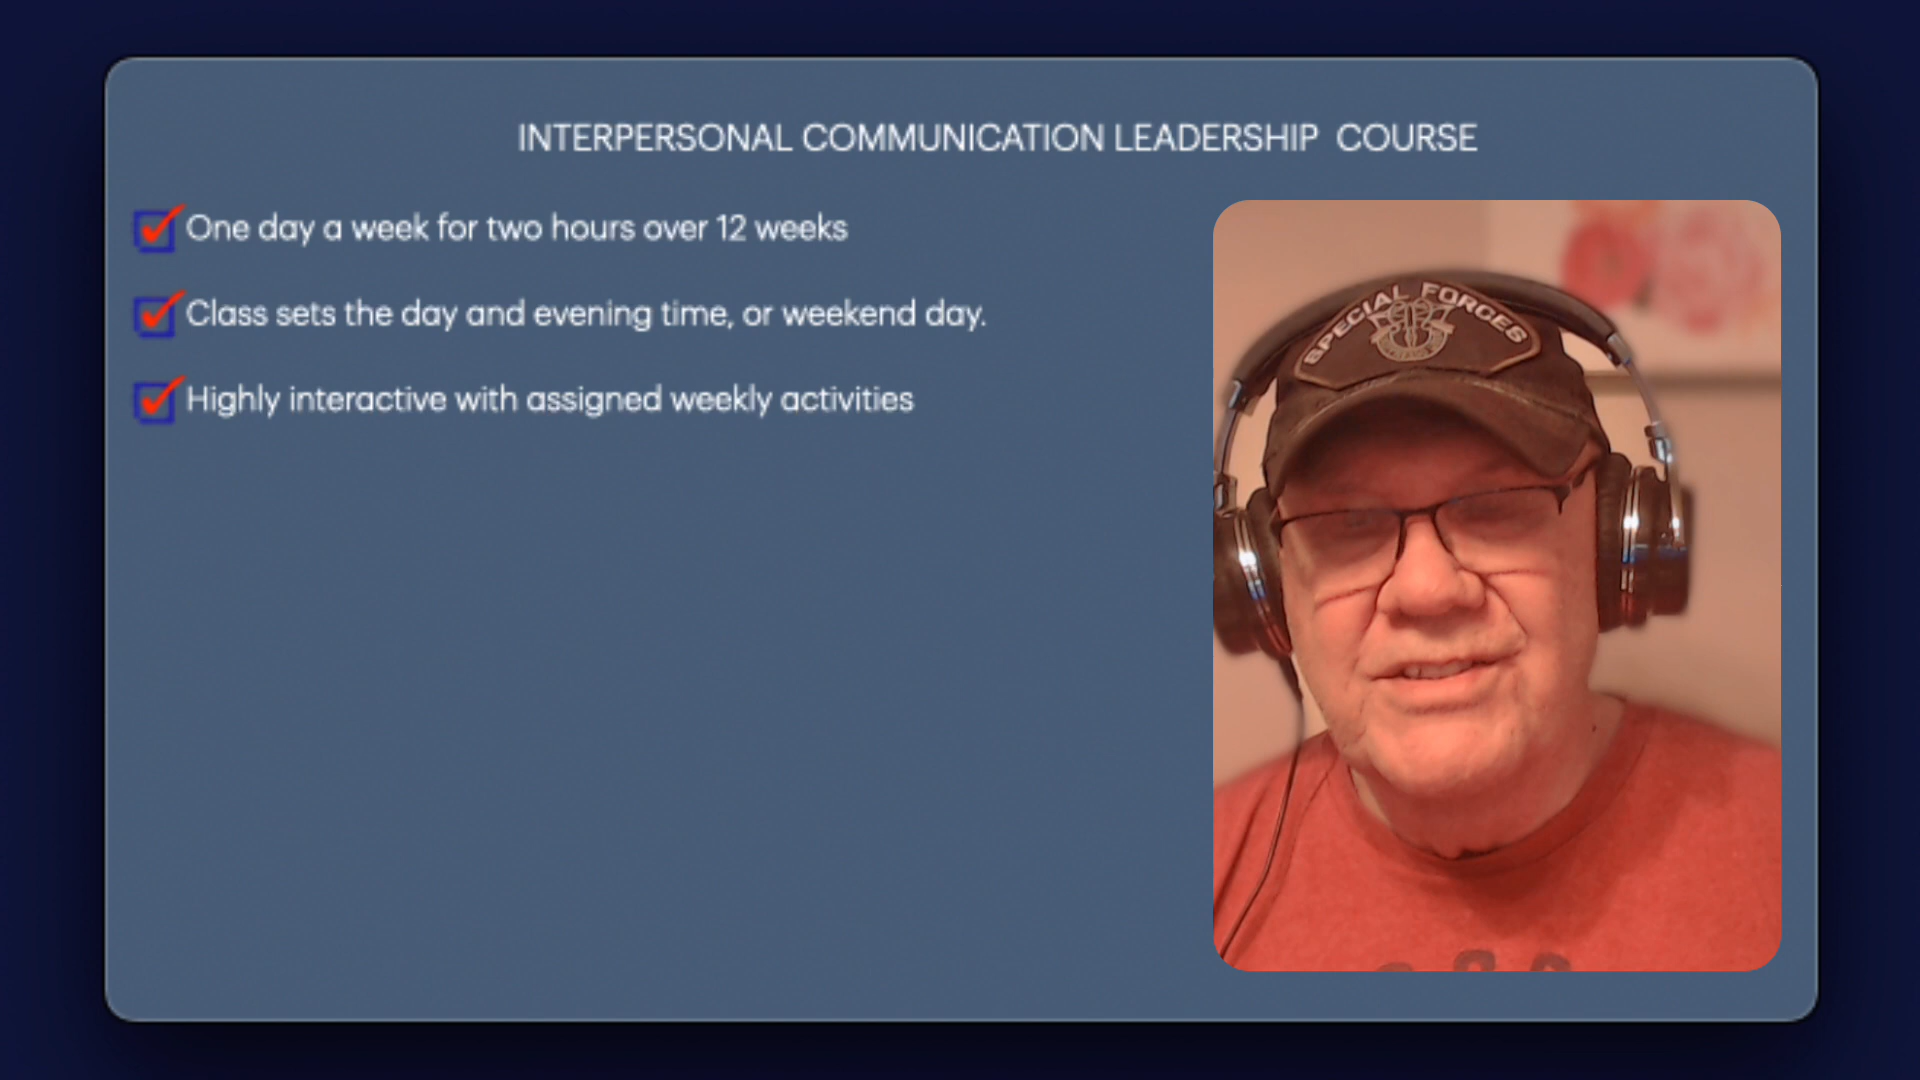 INTERPERSONAL COMMUNICATION LEADERSHIP COURSE
One day a week for two hours over 12 weeks
Class sets the day and evening time, or weekend day.
Highly interactive with assigned weekly activities
SPECIAL FORCES